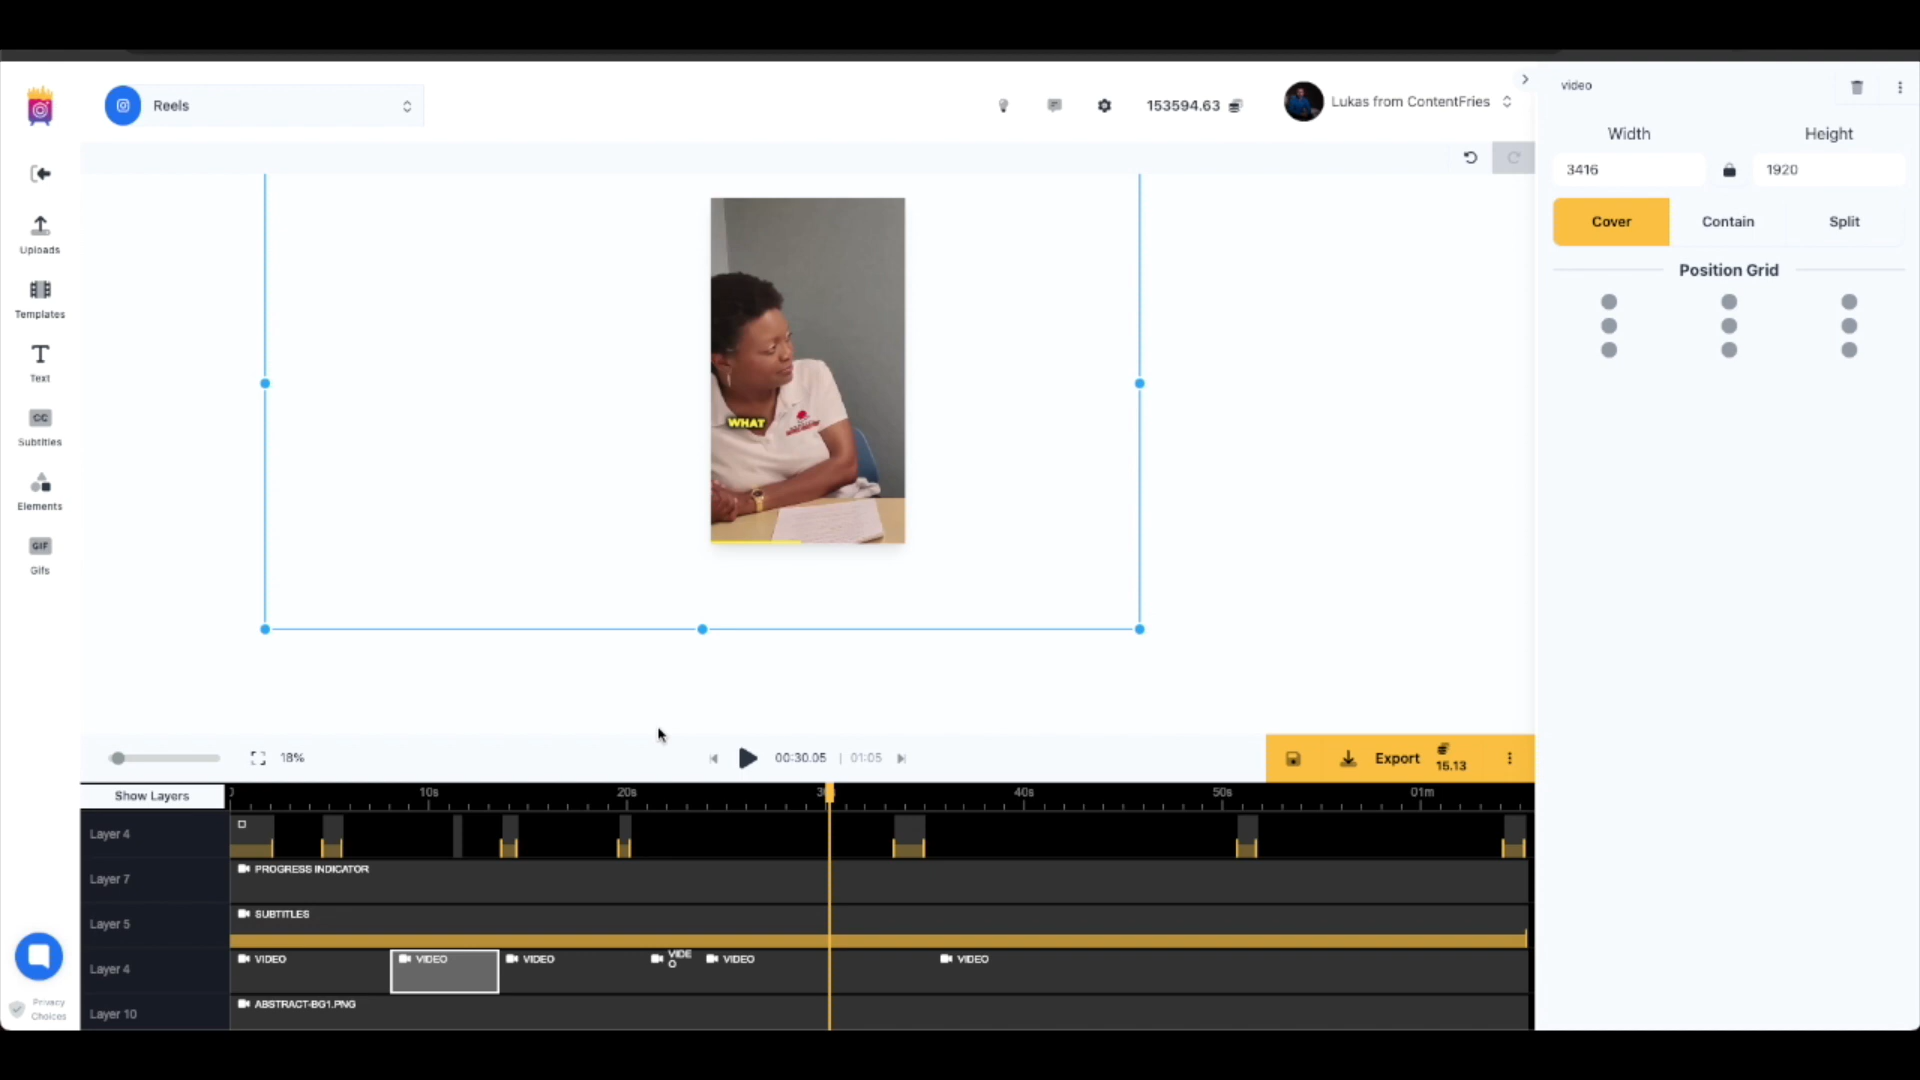 Reels
153594.63
Lukas from ContentFries
video
Width
Height
3416
1920
Cover
Contain
Split
Position Grid
Uploads
Templates
T
Text
CC
Subtitles
Elements
GIF
Gifs
WHAT
18%
00:30.05 | 01:05
Export
15.13
Show Layers
10s
20s
40s
50s
01m
Layer 4
Layer 7
PROGRESS INDICATOR
Layer 5
SUBTITLES
Layer 4
VIDEO
VIDEO
VIDEO
VIDE
O
VIDEO
VIDEO
Layer 10
ABSTRACT-BG1.PNG
Privacy
Choices